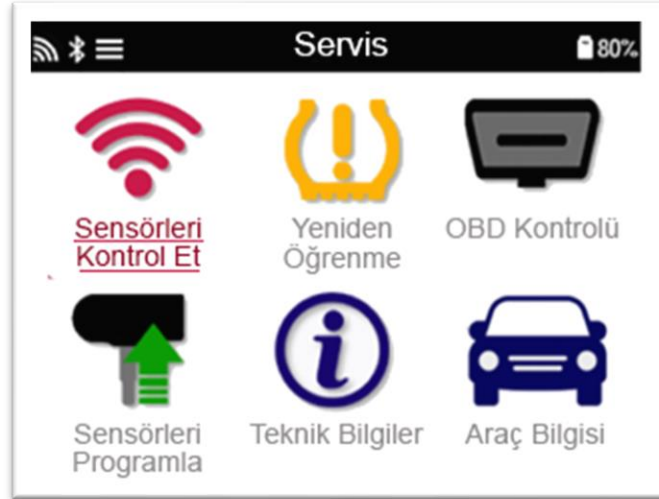 Servis
80%
Sensörleri
Kontrol Et
Yeniden
Öğrenme
OBD Kontrolü
Sensörleri
Programla
Teknik Bilgiler
Araç Bilgisi